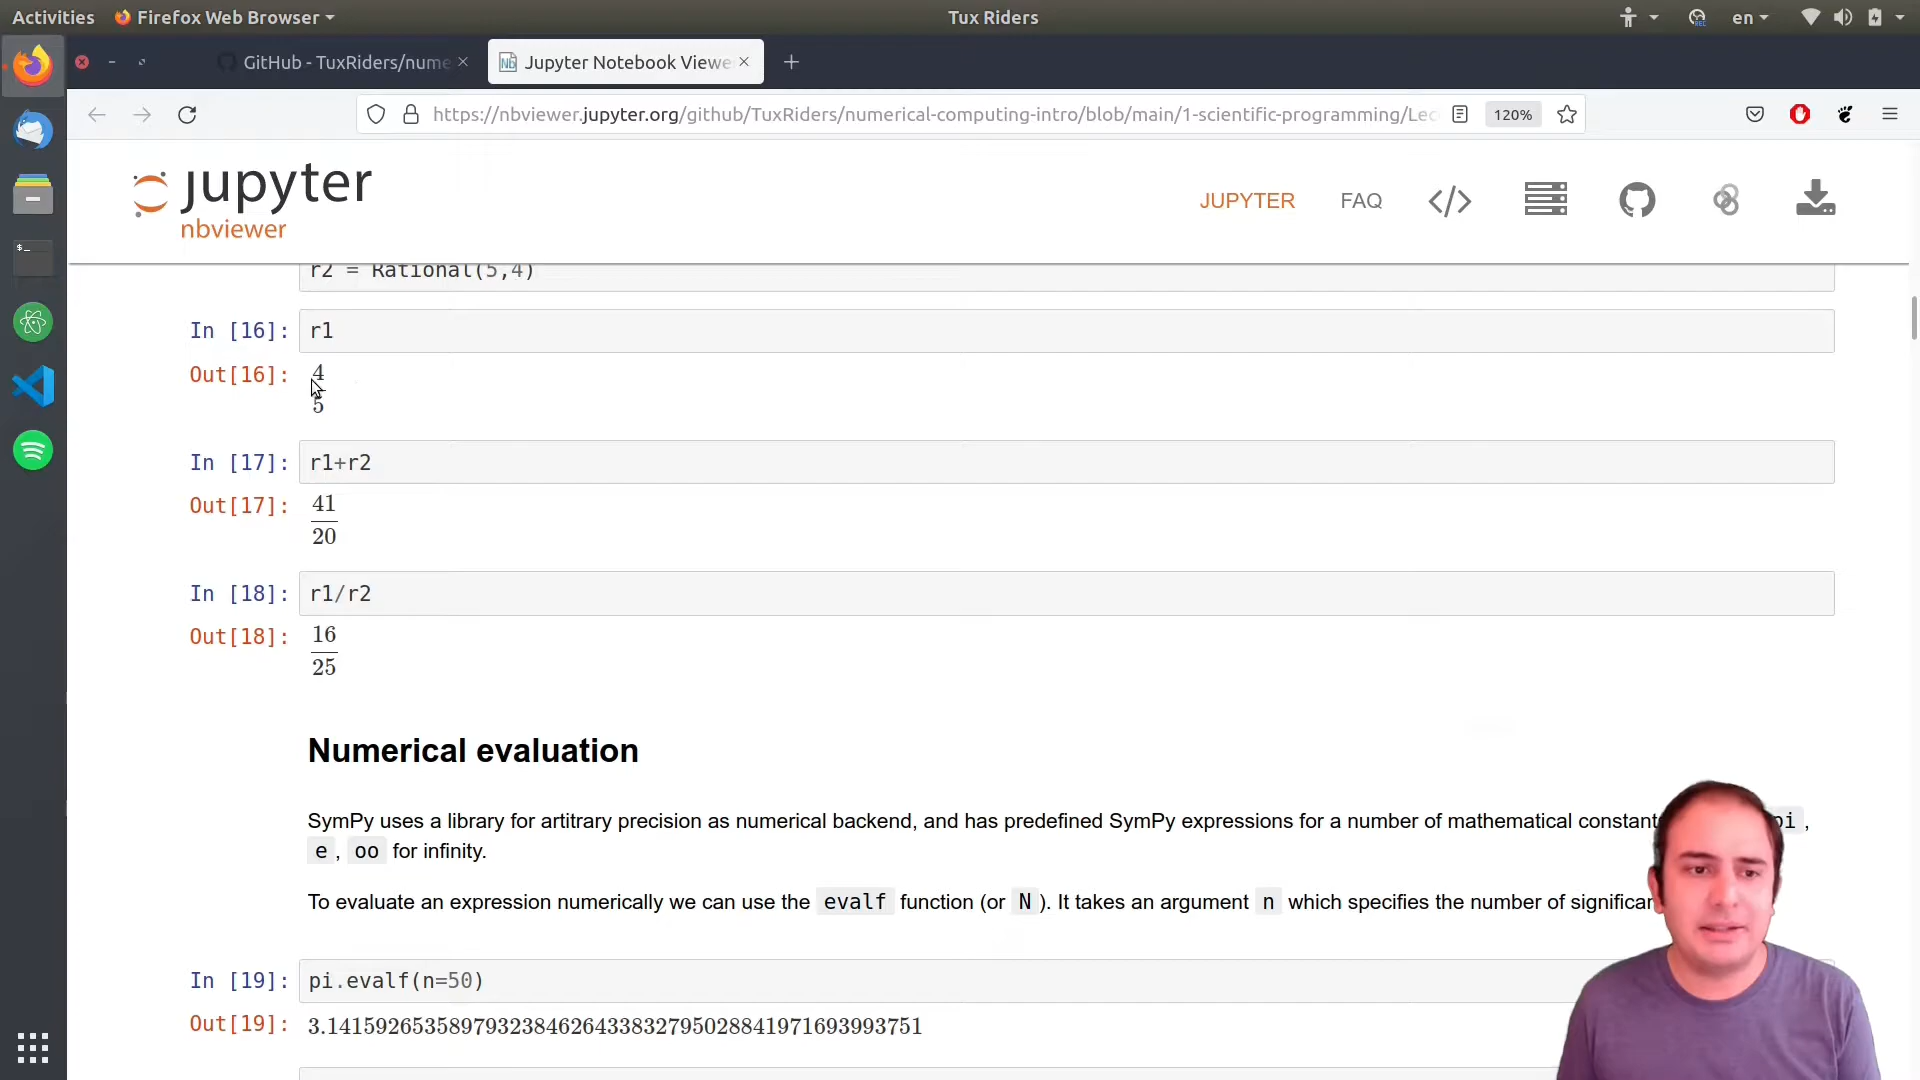 Activities Firefox Web Browser Tux Riders en
GitHub - TuxRiders/nume Jupyter Notebook Viewe
https://nbviewer.jupyter.org/github/TuxRiders/numerical-computing-intro/blob/main/1-scientific-programming/Lec 120%
jupyter
nbviewer
JUPYTER FAQ
r2 = Rational(5,4)
In [16]: r1
Out[16]: 4
5
In [17]: r1+r2
Out[17]: 41
20
In [18]: r1/r2
Out[18]: 16
25
Numerical evaluation
SymPy uses a library for artitrary precision as numerical backend, and has predefined SymPy expressions for a number of mathematical constant pi ,
e , oo for infinity.
To evaluate an expression numerically we can use the evalf function (or N ). It takes an argument n which specifies the number of significan
In [19]: pi.evalf(n=50)
Out[19]: 3.1415926535897932384626433832795028841971693993751